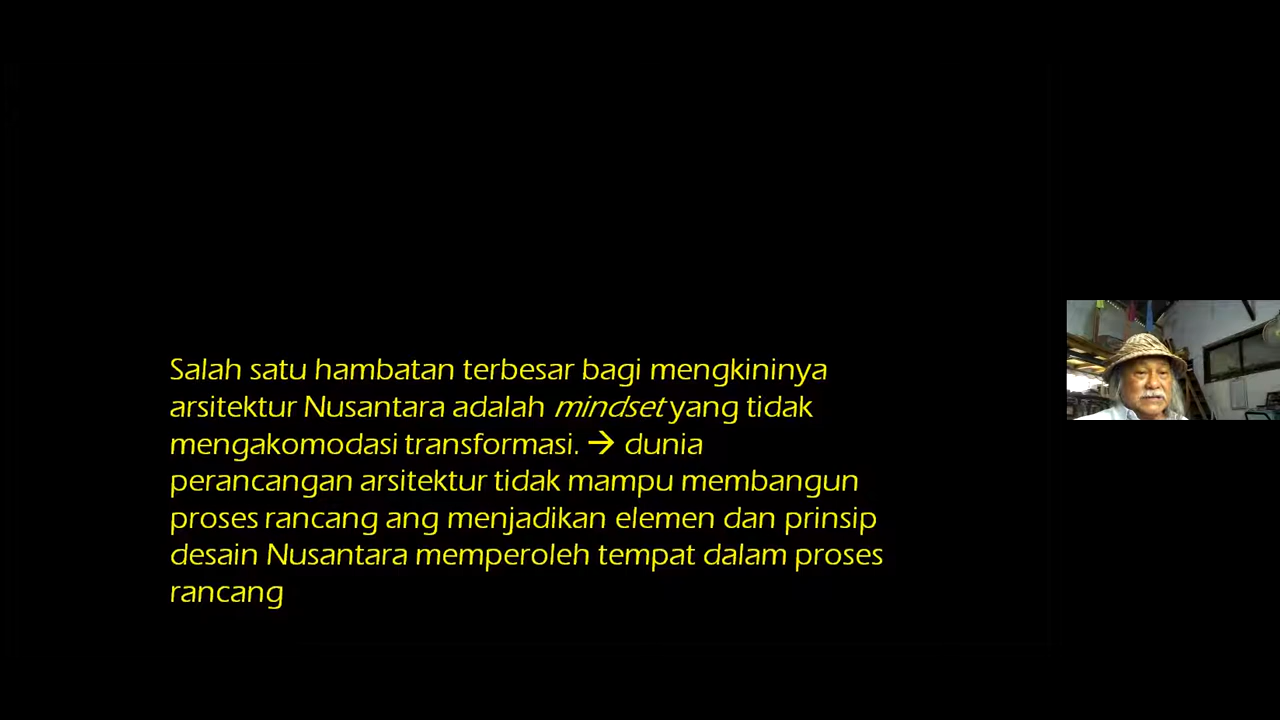 Salah satu hambatan terbesar bagi mengkininya
arsitektur Nusantara adalah mindset yang tidak
mengakomodasi transformasi. → dunia
perancangan arsitektur tidak mampu membangun
proses rancang ang menjadikan elemen dan prinsip
desain Nusantara memperoleh tempat dalam proses
rancang